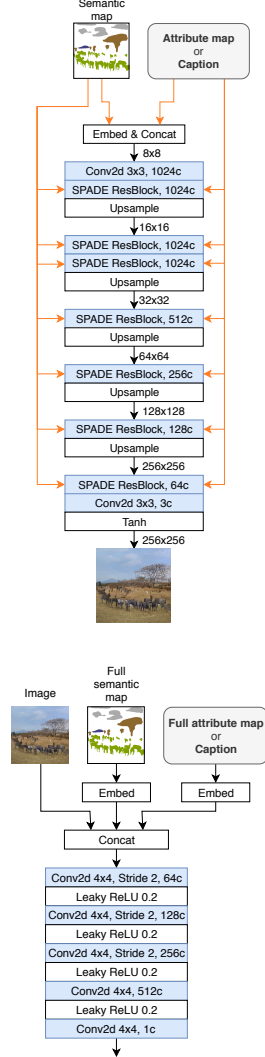 Semantic
map
Attribute map
or
Caption
Embed & Concat
8x8
Conv2d 3x3, 1024c
SPADE ResBlock, 1024c
Upsample
16x16
SPADE ResBlock, 1024c
SPADE ResBlock, 1024c
Upsample
32x32
SPADE ResBlock, 512c
Upsample
64x64
SPADE ResBlock, 256c
Upsample
128x128
SPADE ResBlock, 128c
Upsample
256x256
SPADE ResBlock, 64c
Conv2d 3x3, 3c
Tanh
256x256
Image
Full
semantic
map
Full attribute map
or
Caption
Embed
Embed
Concat
Conv2d 4x4, Stride 2, 64c
Leaky ReLU 0.2
Conv2d 4x4, Stride 2, 128c
Leaky ReLU 0.2
Conv2d 4x4, Stride 2, 256c
Leaky ReLU 0.2
Conv2d 4x4, 512c
Leaky ReLU 0.2
Conv2d 4x4, 1c